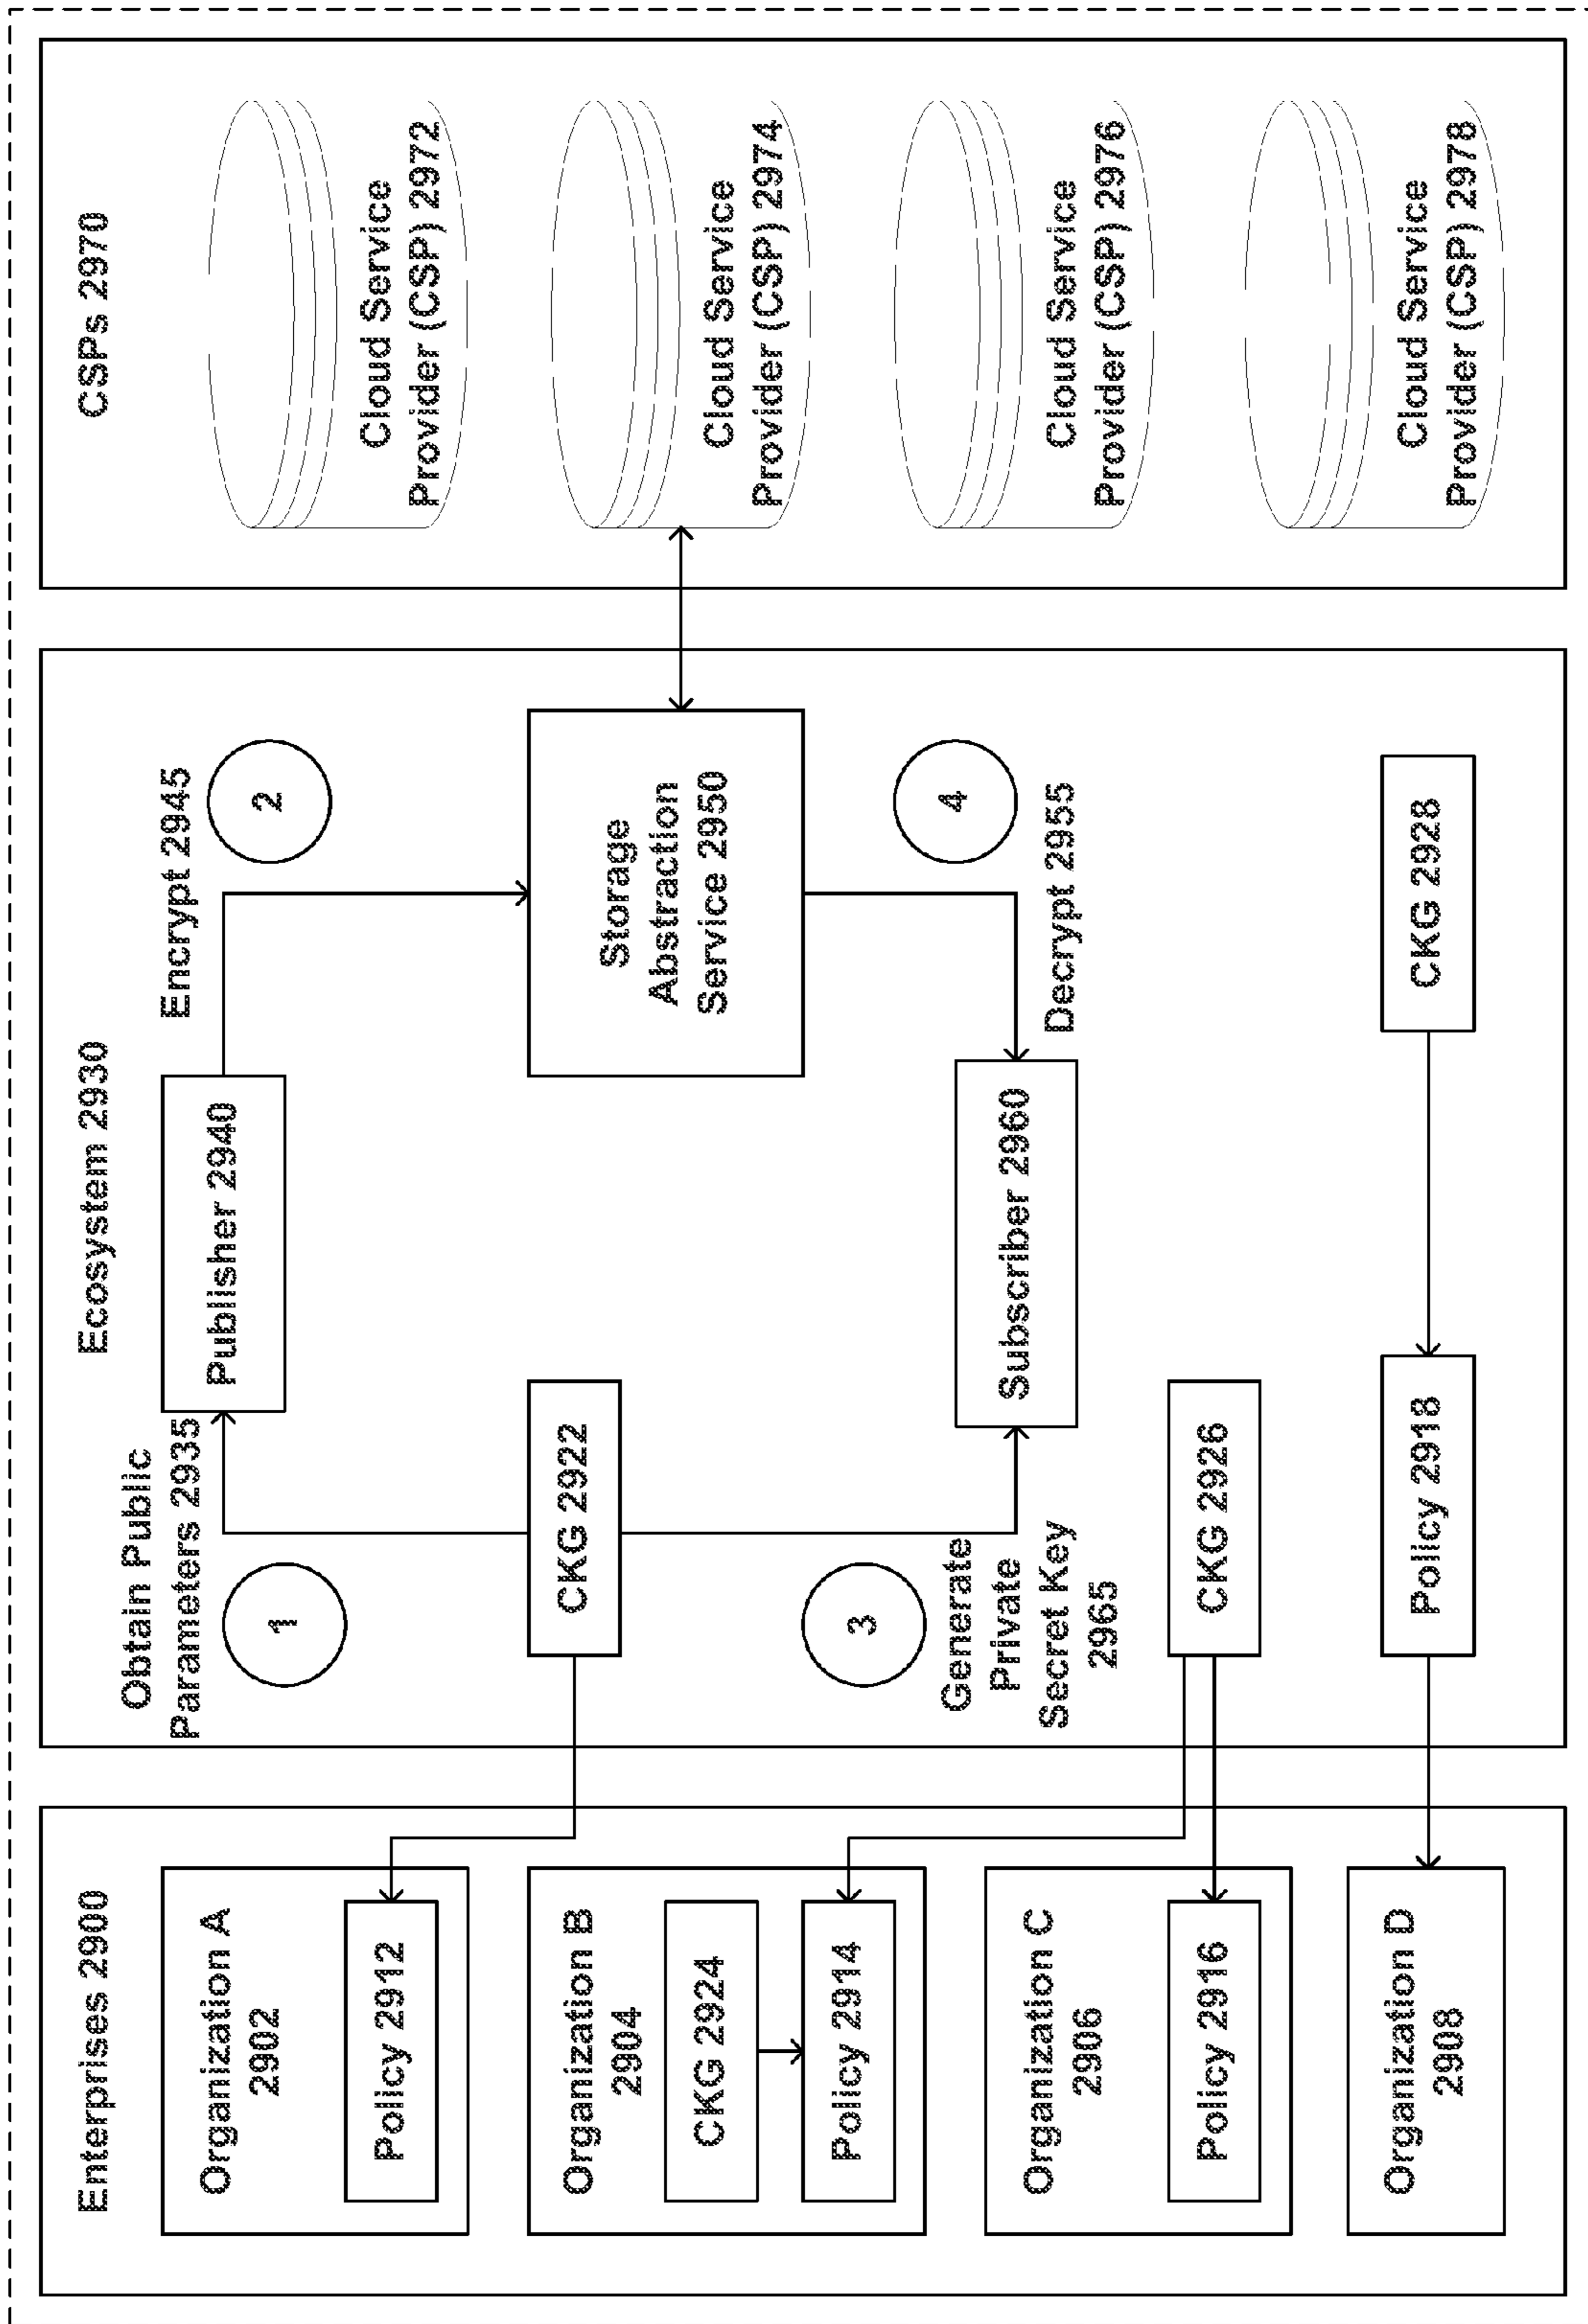 Enterprises 2900
Organization A
2902
Policy 2912
Organization B
2904
CKG 2924
Policy 2914
Organization C
2906
Policy 2916
Organization D
2908
Ecosystem 2930
Obtain Public
Parameters 2935
1
Publisher 2940
Encrypt 2945
2
CKG 2922
Storage
Abstraction
Service 2950
3
Generate
Private
Secret Key
2965
Subscriber 2960
4
Decrypt 2955
CKG 2926
Policy 2918
CKG 2928
CSPs 2970
Cloud Service
Provider (CSP) 2972
Cloud Service
Provider (CSP) 2974
Cloud Service
Provider (CSP) 2976
Cloud Service
Provider (CSP) 2978